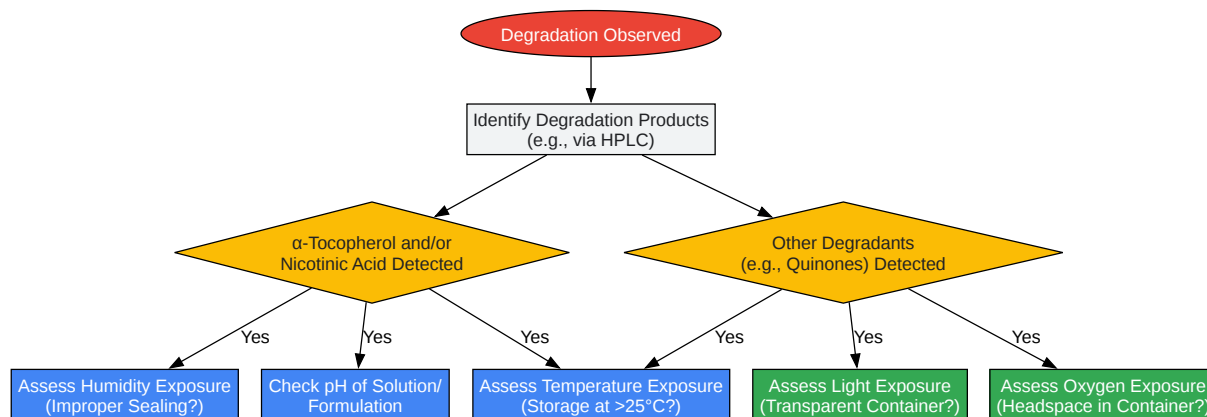 Degradation Observed
Identify Degradation Products
(e.g., via HPLC)
α-Tocopherol and/or
Nicotinic Acid Detected
Other Degradants
(e.g., Quinones) Detected
Yes
Yes
Yes
Yes
Yes
Yes
Assess Humidity Exposure
(Improper Sealing?)
Check pH of Solution/
Formulation
Assess Temperature Exposure
(Storage at >25°C?)
Assess Light Exposure
(Transparent Container?)
Assess Oxygen Exposure
(Headspace in Container?)